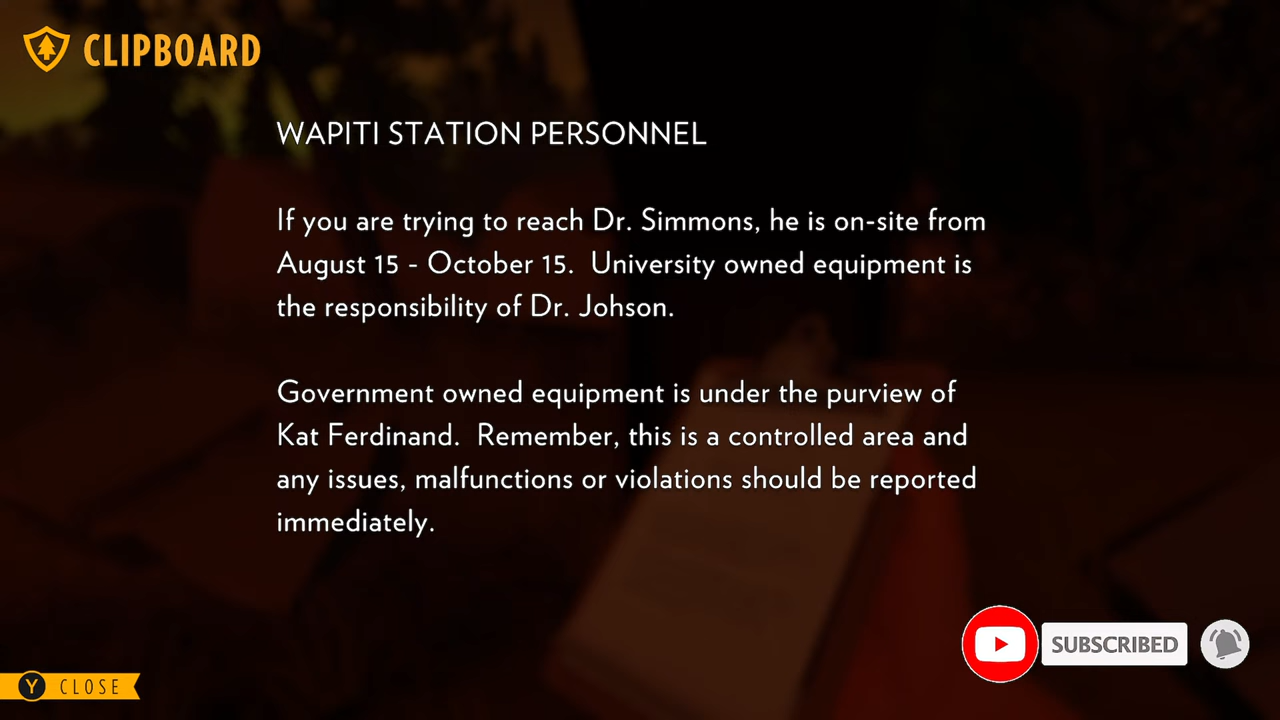 CLIPBOARD
WAPITI STATION PERSONNEL
If you are trying to reach Dr. Simmons, he is on-site from
August 15 - October 15.  University owned equipment is
the responsibility of Dr. Johson.
Government owned equipment is under the purview of
Kat Ferdinand.  Remember, this is a controlled area and
any issues, malfunctions or violations should be reported
immediately.
SUBSCRIBED
Y CLOSE